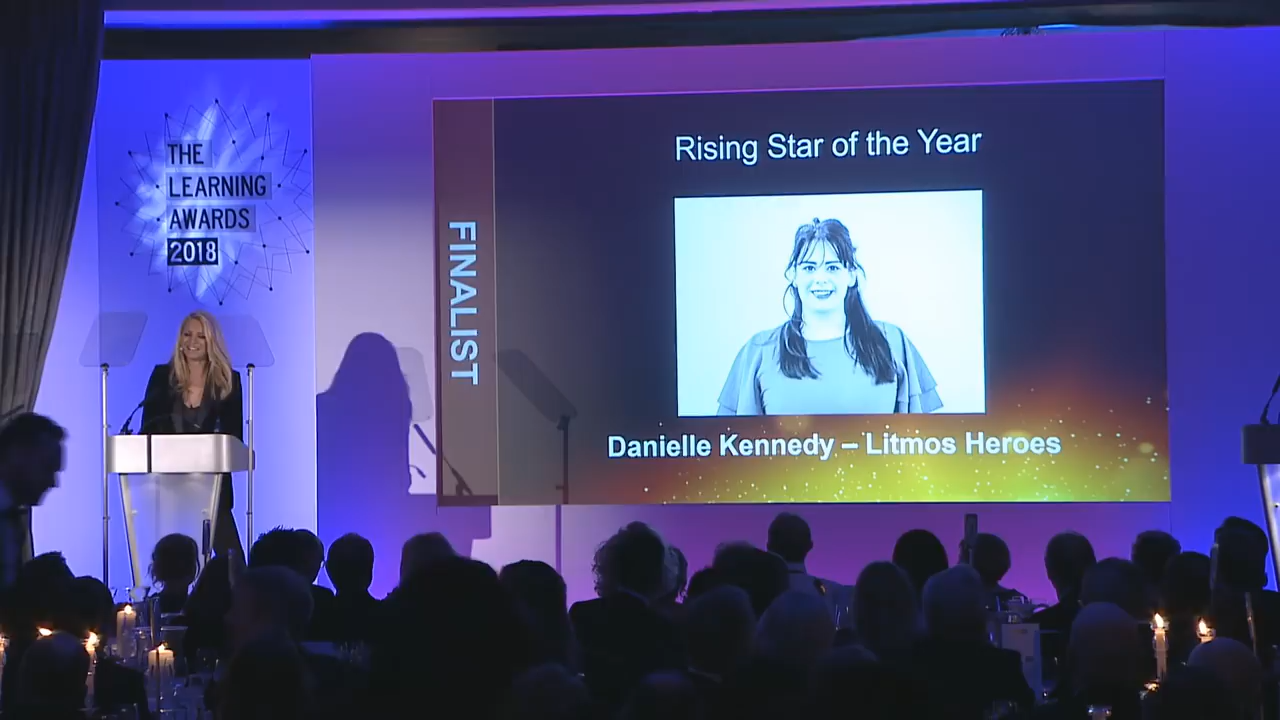 THE
LEARNING
AWARDS
2018
FINALIST
Rising Star of the Year
Danielle Kennedy – Litmos Heroes